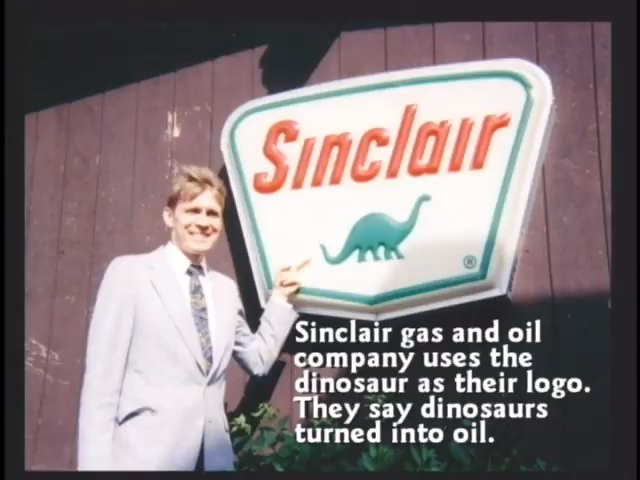 Sinclair
®
Sinclair gas and oil
company uses the
dinosaur as their logo.
They say dinosaurs
turned into oil.